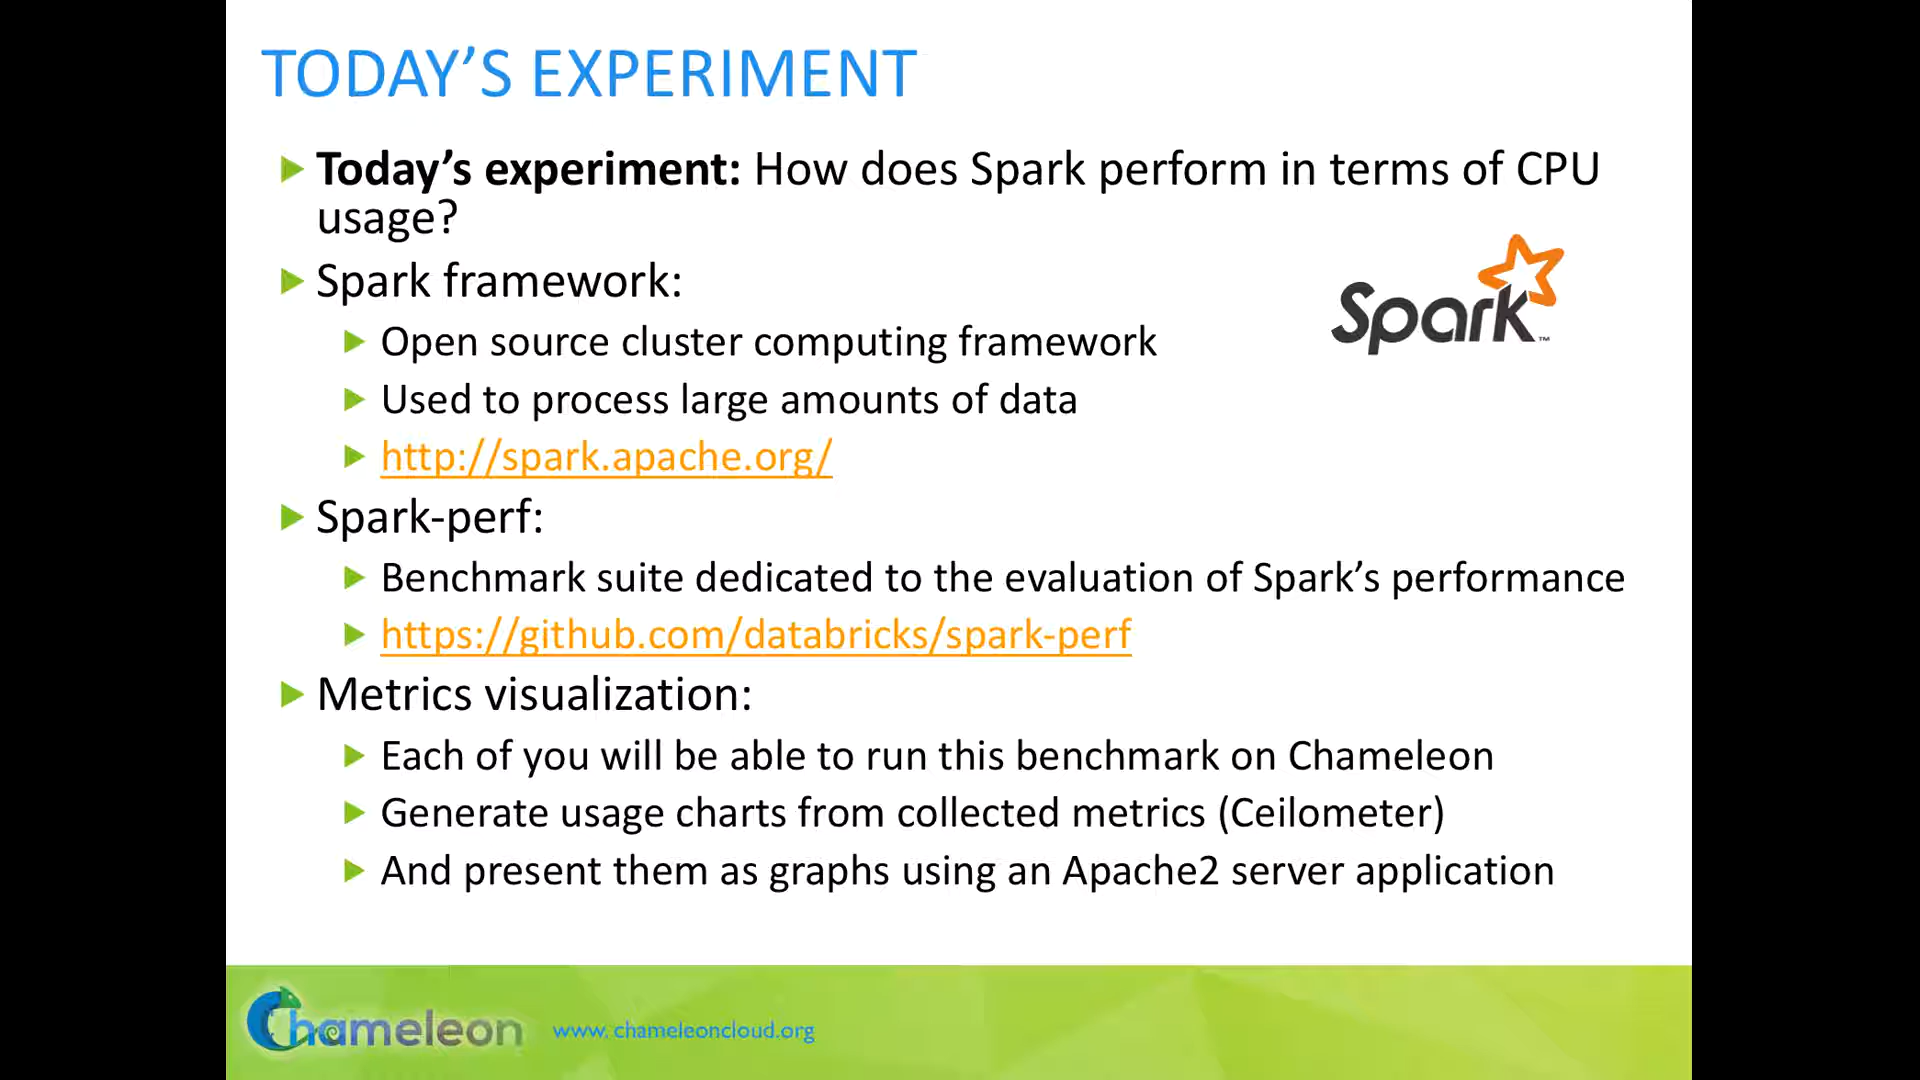 TODAY’S EXPERIMENT
Today’s experiment: How does Spark perform in terms of CPU
usage?
Spark framework:
Spark™
Open source cluster computing framework
Used to process large amounts of data
http://spark.apache.org/
Spark-perf:
Benchmark suite dedicated to the evaluation of Spark’s performance
https://github.com/databricks/spark-perf
Metrics visualization:
Each of you will be able to run this benchmark on Chameleon
Generate usage charts from collected metrics (Ceilometer)
And present them as graphs using an Apache2 server application
Chameleon
www. chameleoncloud.org